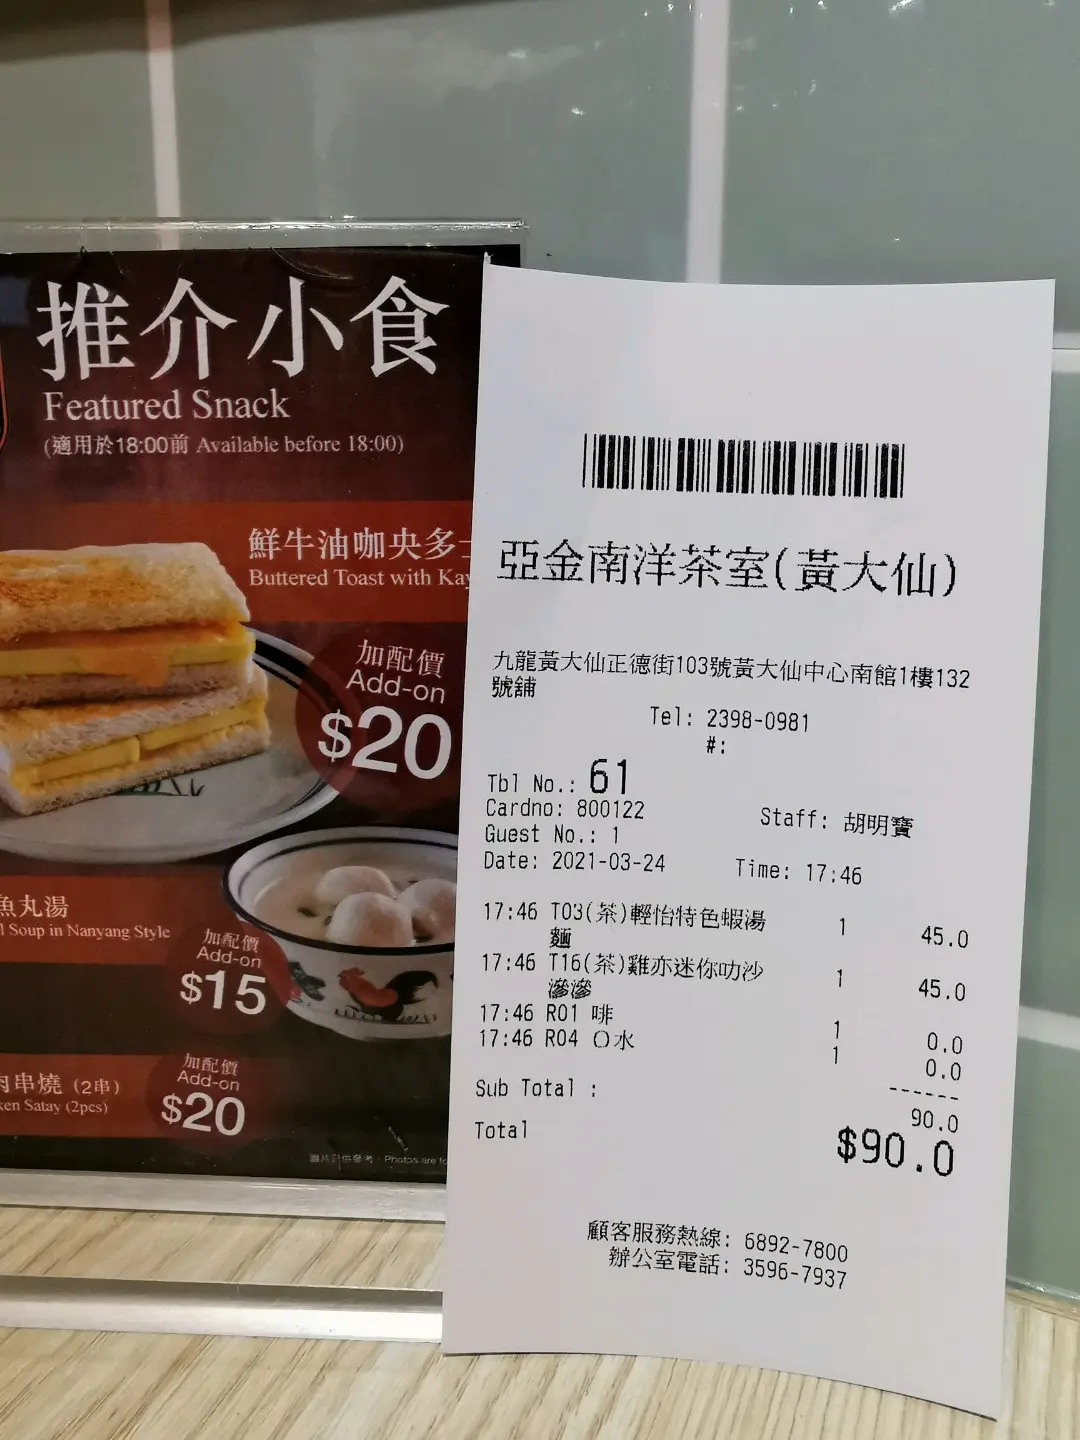 推介小食
Featured Snack
(適用於18:00前 Available before 18:00)
鮮牛油咖央多
Buttered Toast with
加配價
Add-on
$20
魚丸湯
Soup in Nanyang Style
加配價
Add-on
$15
肉串燒 (2串)
Satay (2pcs)
加配價
Add-on
$20
圖片只供參考 Photos are
亞金南洋茶室(黃大仙)
九龍黃大仙正德街103號黃大仙中心南館1樓132
號舖
Tel: 2398-0981
#:
Tbl No.: 61
Cardno: 800122
Staff: 胡明寶
Guest No.: 1
Date: 2021-03-24 Time: 17:46
17:46 T03(茶)輕怡特色蝦湯 1 45.0
麵
17:46 T16(茶)雞亦迷你叻沙 1 45.0
滲滲
17:46 R01 啡 1 0.0
17:46 R04 〇水 1 0.0
------
Sub Total : 90.0
Total $90.0
顧客服務熱線: 6892-7800
辦公室電話: 3596-7937